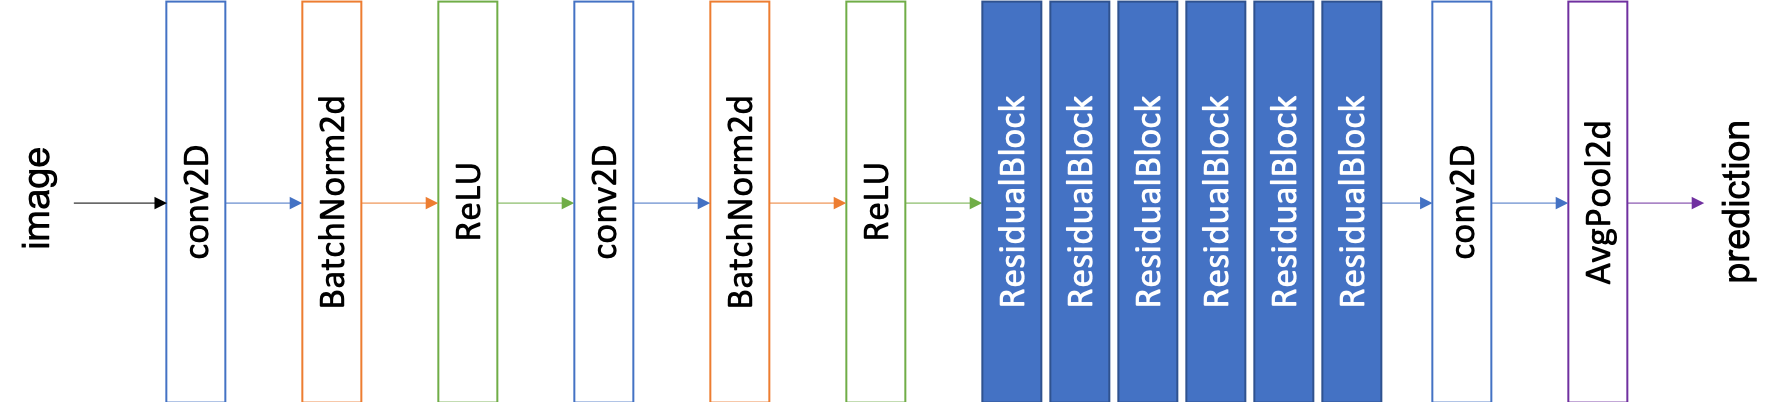 image
conv2D
BatchNorm2d
ReLU
conv2D
BatchNorm2d
ReLU
ResidualBlock
ResidualBlock
ResidualBlock
ResidualBlock
ResidualBlock
ResidualBlock
conv2D
AvgPool2d
prediction